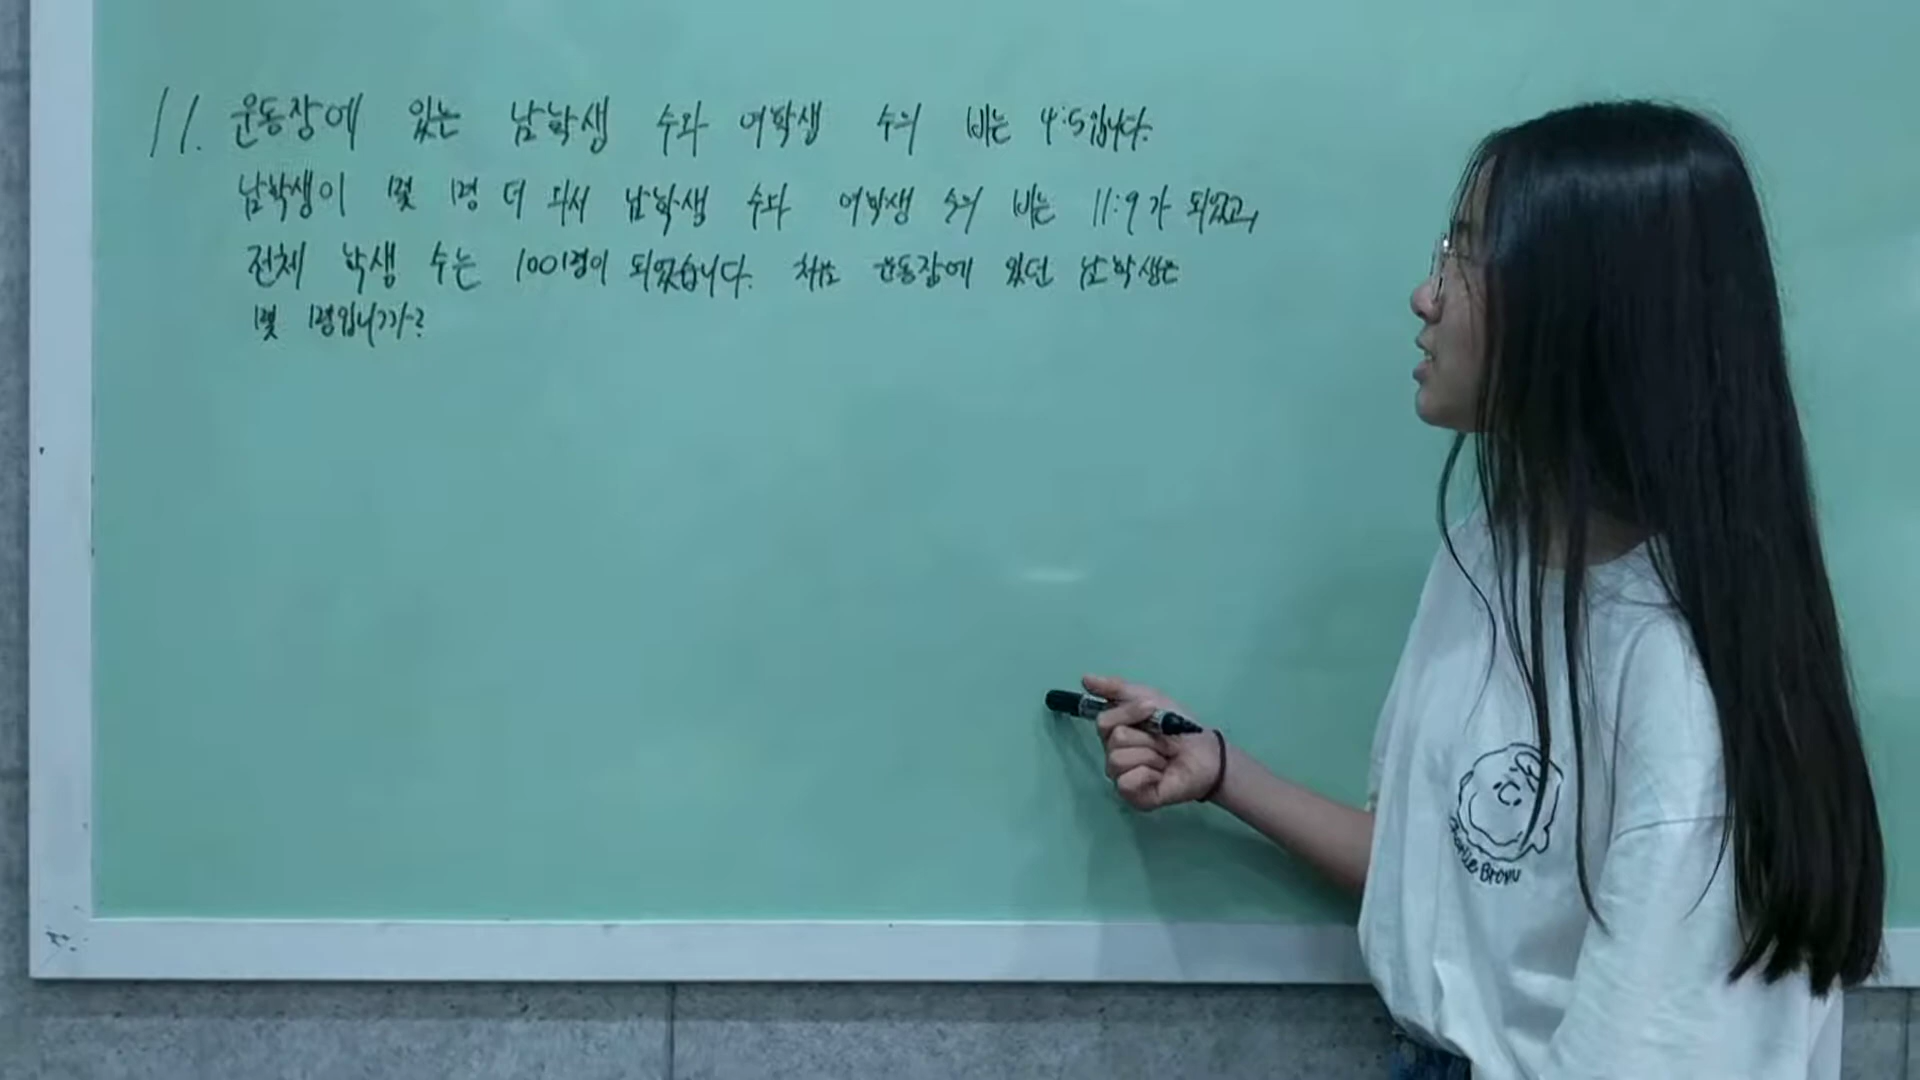 11. 운동장에 있는 남학생 수와 여학생 수의 비는 4:5입니다.
남학생이 몇 명 더 와서 남학생 수와 여학생 수의 비는 11:9가 되었고,
전체 학생 수는 100명이 되었습니다. 처음 운동장에 있던 남학생은
몇 명입니까?
Charlie Brown